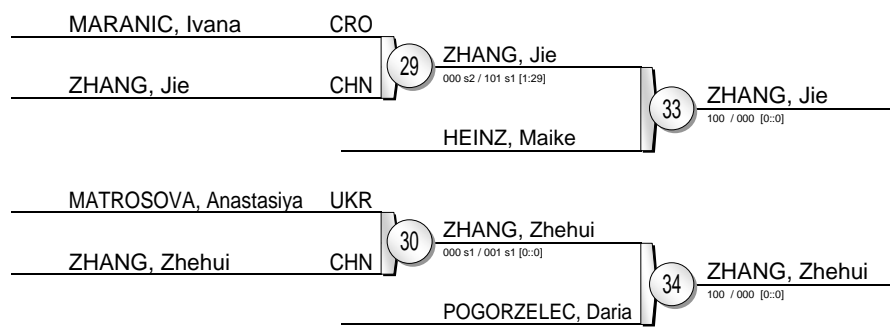 MARANIC, Ivana CRO
ZHANG, Jie CHN
29
ZHANG, Jie
000 s2 / 101 s1 [1:29]
HEINZ, Maike
33
ZHANG, Jie
100 / 000 [0::0]
MATROSOVA, Anastasiya UKR
ZHANG, Zhehui CHN
30
ZHANG, Zhehui
000 s1 / 001 s1 [0::0]
POGORZELEC, Daria
34
ZHANG, Zhehui
100 / 000 [0::0]